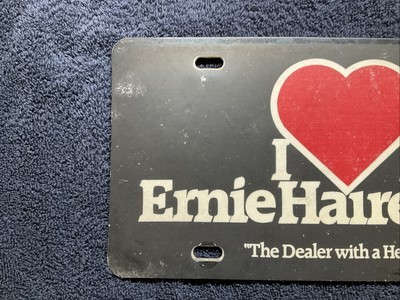 I
Ernie Haire
"The Dealer with a He